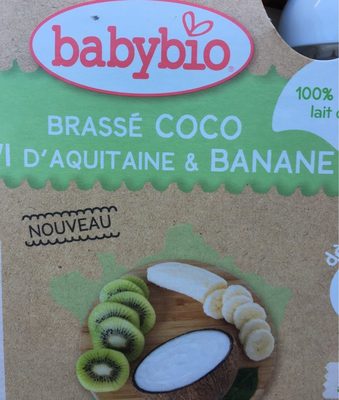 babybio
100%
lait
BRASSÉ COCO
D'AQUITAINE & BANANE
NOUVEAU